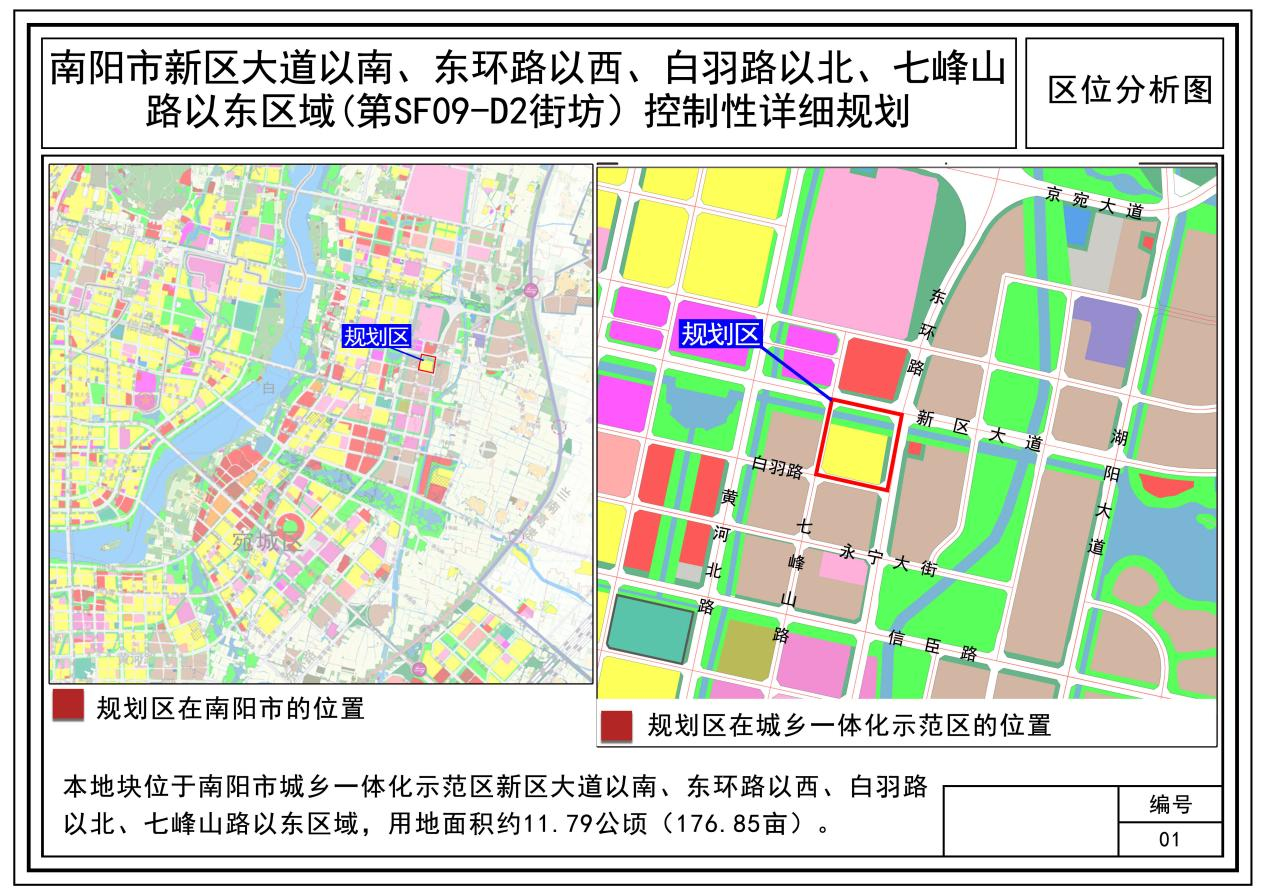 南阳市新区大道以南、东环路以西、白羽路以北、七峰山
路以东区域(第SF09-D2街坊）控制性详细规划
区位分析图
规划区
白
宛城区
规划区在南阳市的位置
京宛大道
东环路
规划区
新区大道
湖阳大道
白羽路
黄河北路
七峰山路
永宁大街
信臣路
规划区在城乡一体化示范区的位置
本地块位于南阳市城乡一体化示范区新区大道以南、东环路以西、白羽路
以北、七峰山路以东区域，用地面积约11.79公顷（176.85亩）。
编号
01